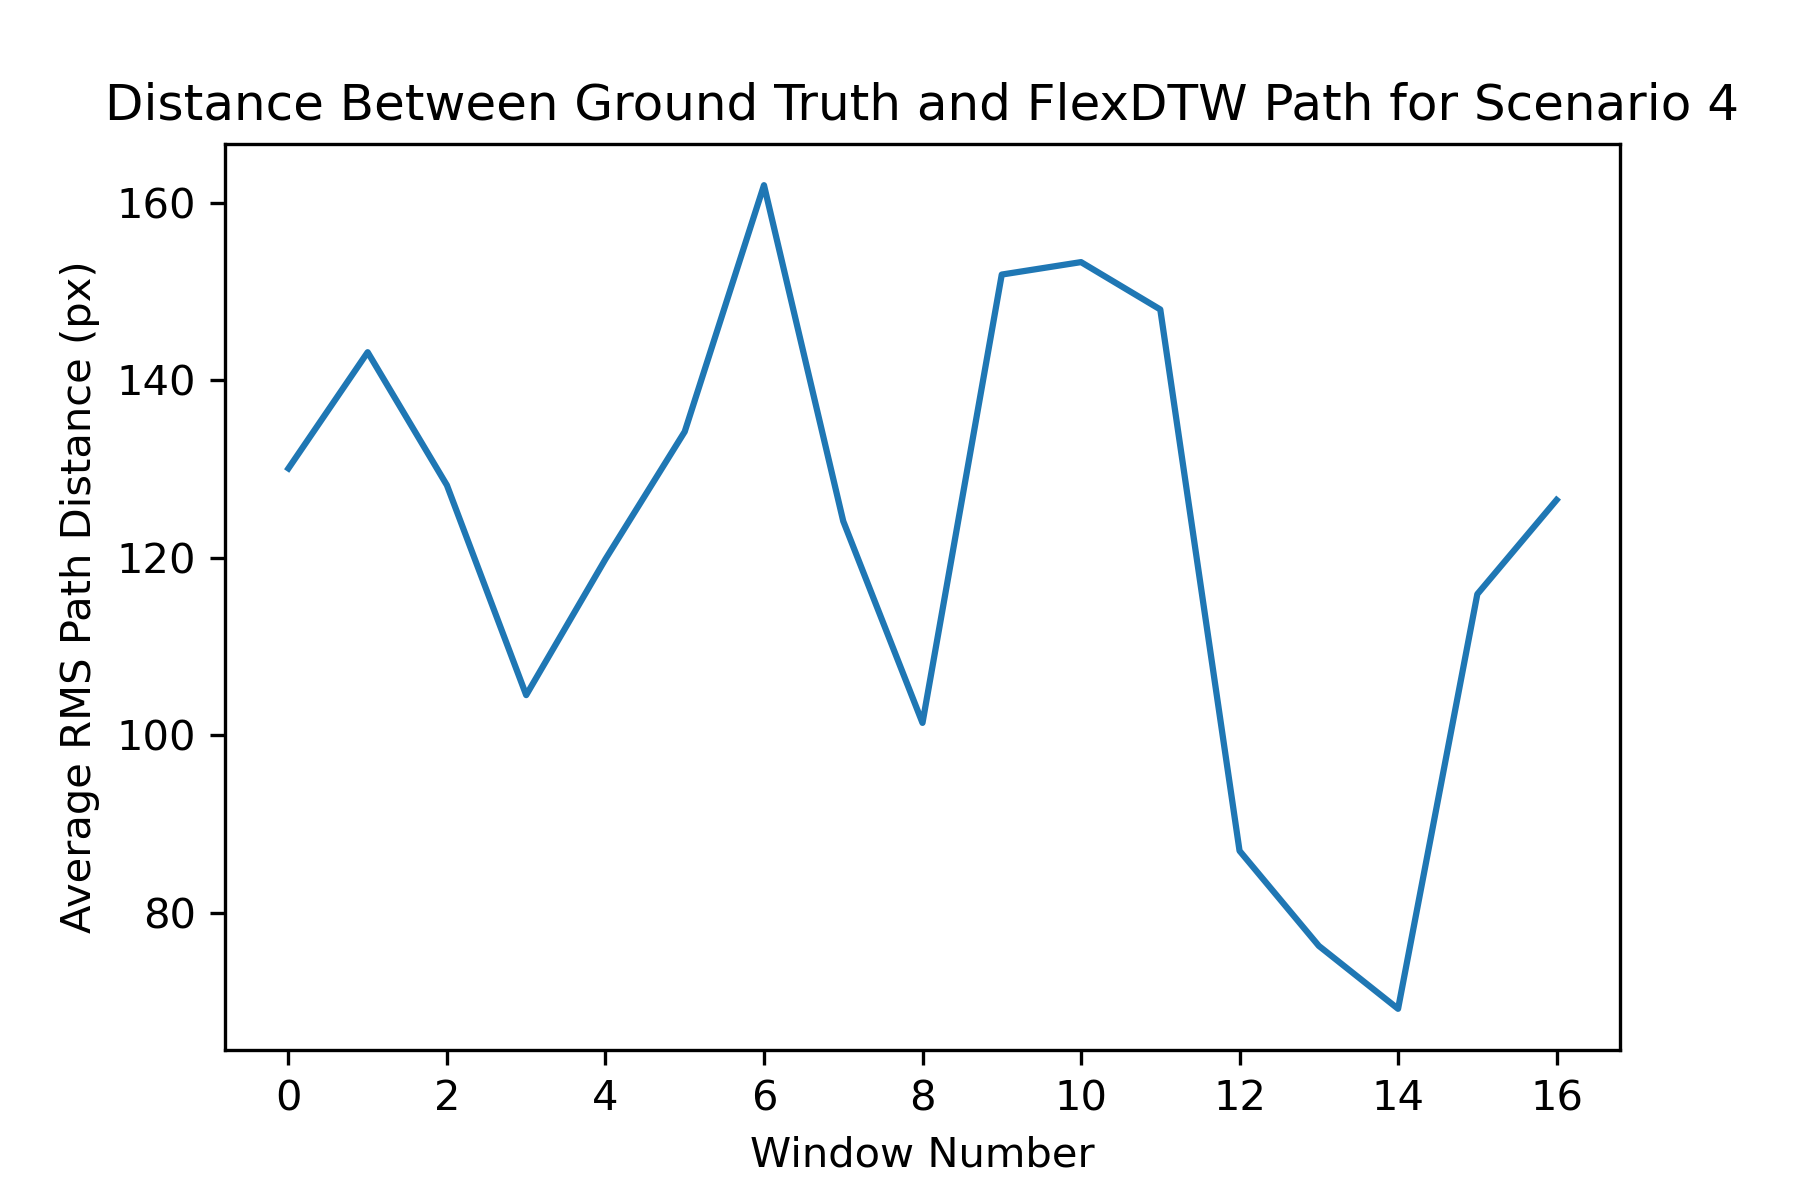 Distance Between Ground Truth and FlexDTW Path for Scenario 4
Average RMS Path Distance (px)
160
140
120
100
80
0 2 4 6 8 10 12 14 16
Window Number